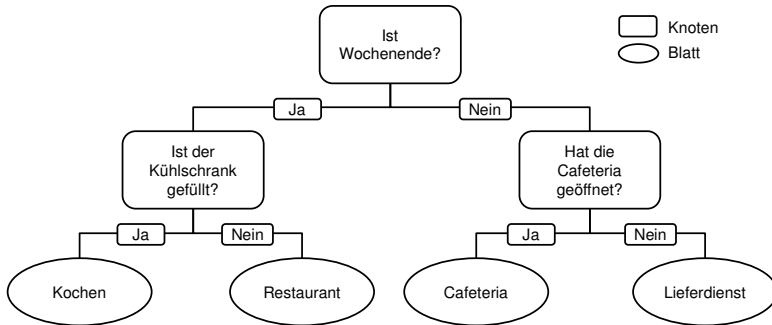 Ist
Wochenende?
Knoten
Blatt
Ja
Nein
Ist der
Kühlschrank
gefüllt?
Hat die
Cafeteria
geöffnet?
Ja
Nein
Ja
Nein
Kochen
Restaurant
Cafeteria
Lieferdienst